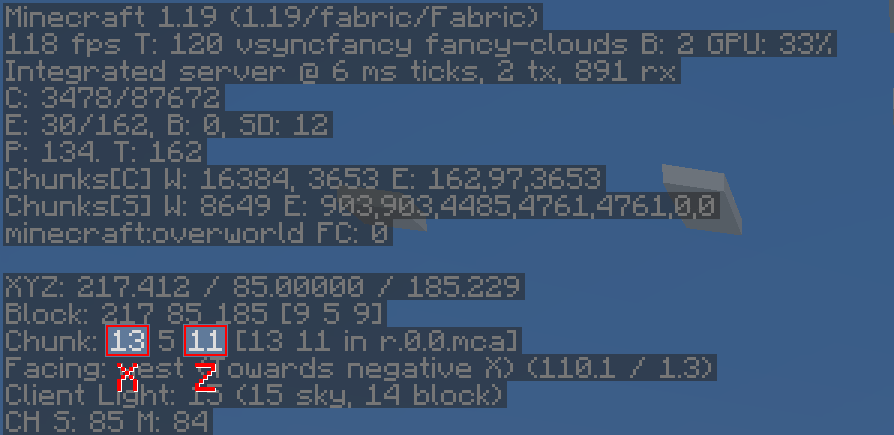 Minecraft 1.19 (1.19/fabric/Fabric)
118 fps T: 120 vsyncfancy fancy-clouds B: 2 GPU: 33%
Integrated server @ 6 ms ticks, 2 tx, 891 rx
C: 3478/87672
E: 30/162, B: 0, SD: 12
P: 134. T: 162
Chunks[C] W: 16384, 3653 E: 162,97,3653
Chunks[S] W: 8649 E: 903,903,4485,4761,4761,0,0
minecraft:overworld FC: 0
XYZ: 217.412 / 85.00000 / 185.229
Block: 217 85 185 [9 5 9]
Chunk: 13 5 11 [13 11 in r.0.0.mca]
Facing: west (Towards negative X) (110.1 / 1.3)
X Z
Client Light: 15 (15 sky, 14 block)
CH S: 85 M: 84